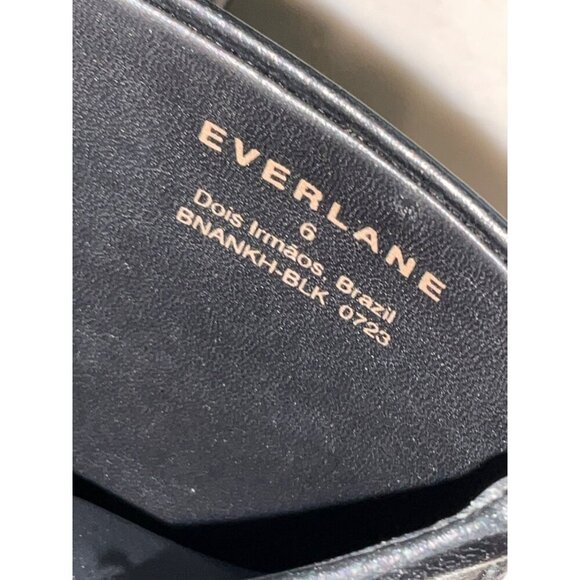 EVERLANE
6
Dois Irmãos, Brazil
BNANKH-BLK 0723